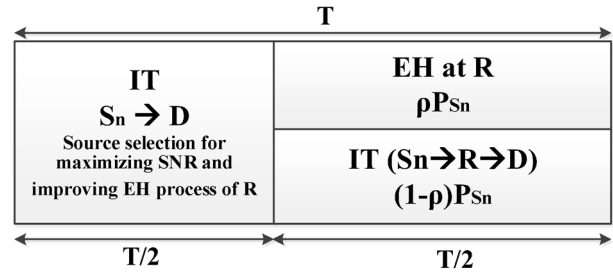 T
IT
Sn → D
Source selection for
maximizing SNR and
improving EH process of R
EH at R
ρPSn
IT (Sn→R→D)
(1-ρ)PSn
T/2
T/2